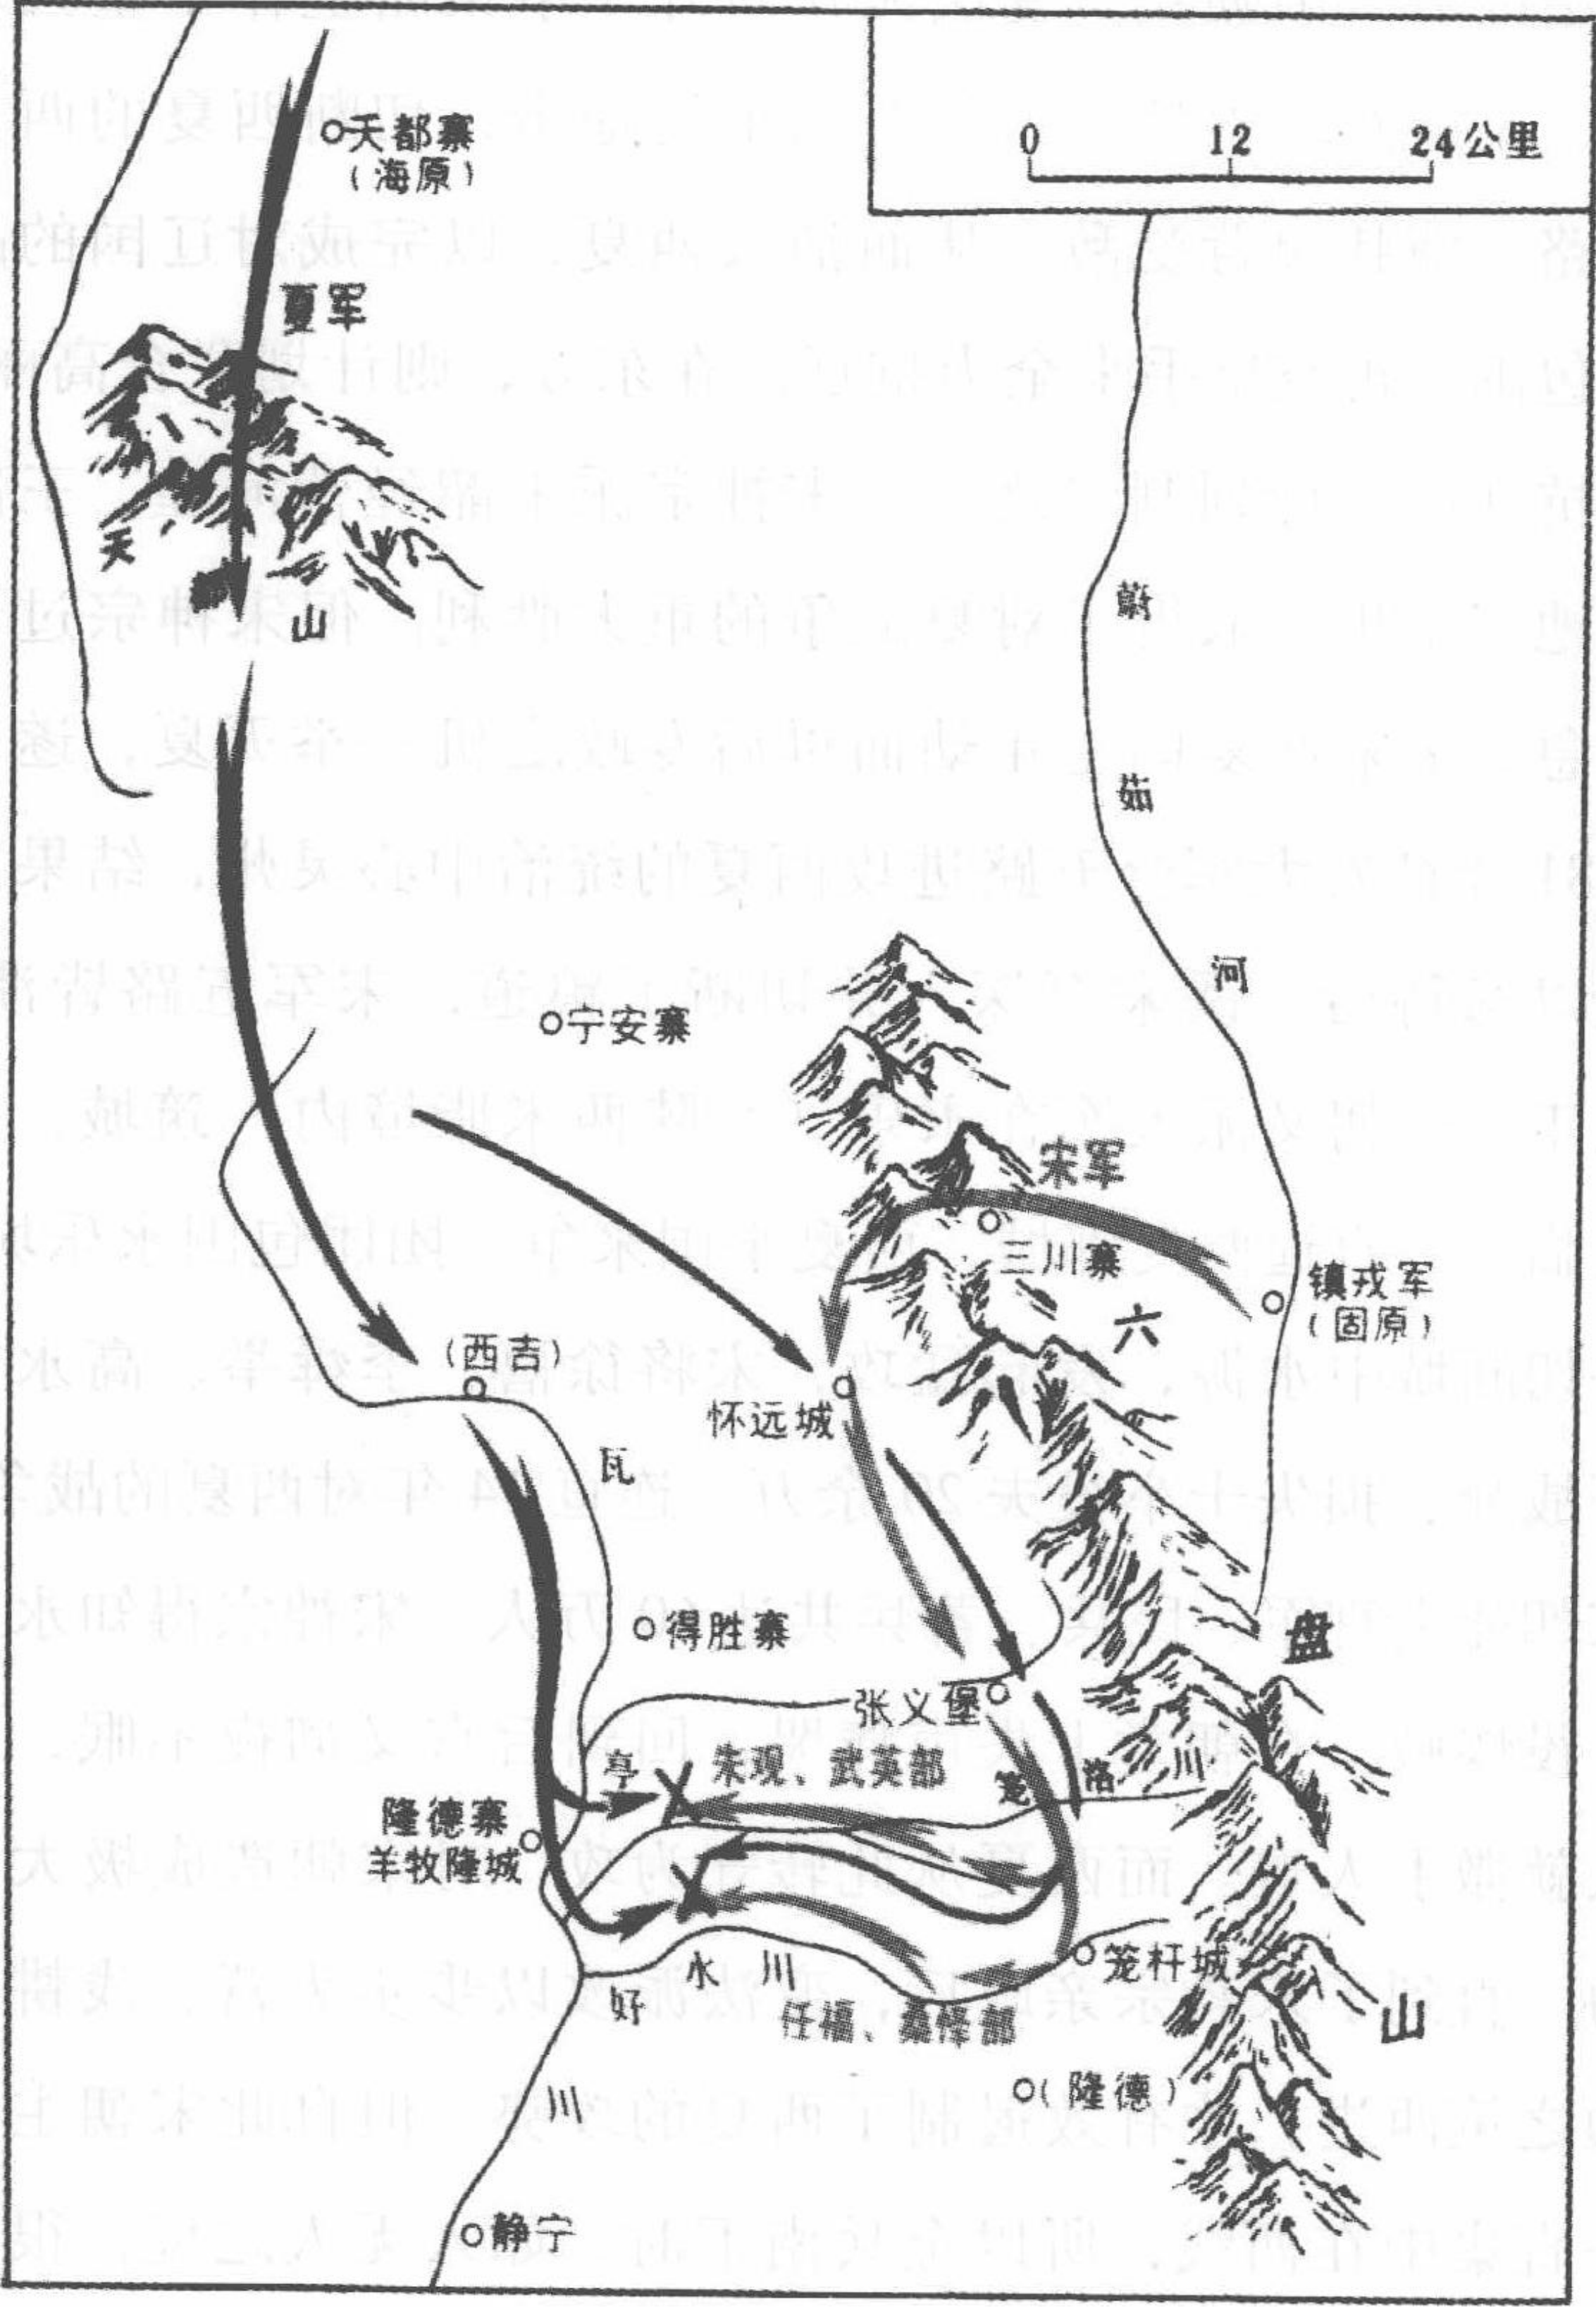 0 12 24公里
天都寨
(海原)
夏军
天
都
山
蔚
茹
河
宁安寨
宋军
三川寨
镇戎军
(固原)
六
盘
山
(西吉)
怀远城
瓦
亭
川
得胜寨
张义堡
朱观、武英部
笼
洛
川
隆德寨
羊牧隆城
好
水
川
笼杆城
任福、桑怿部
(隆德)
静宁